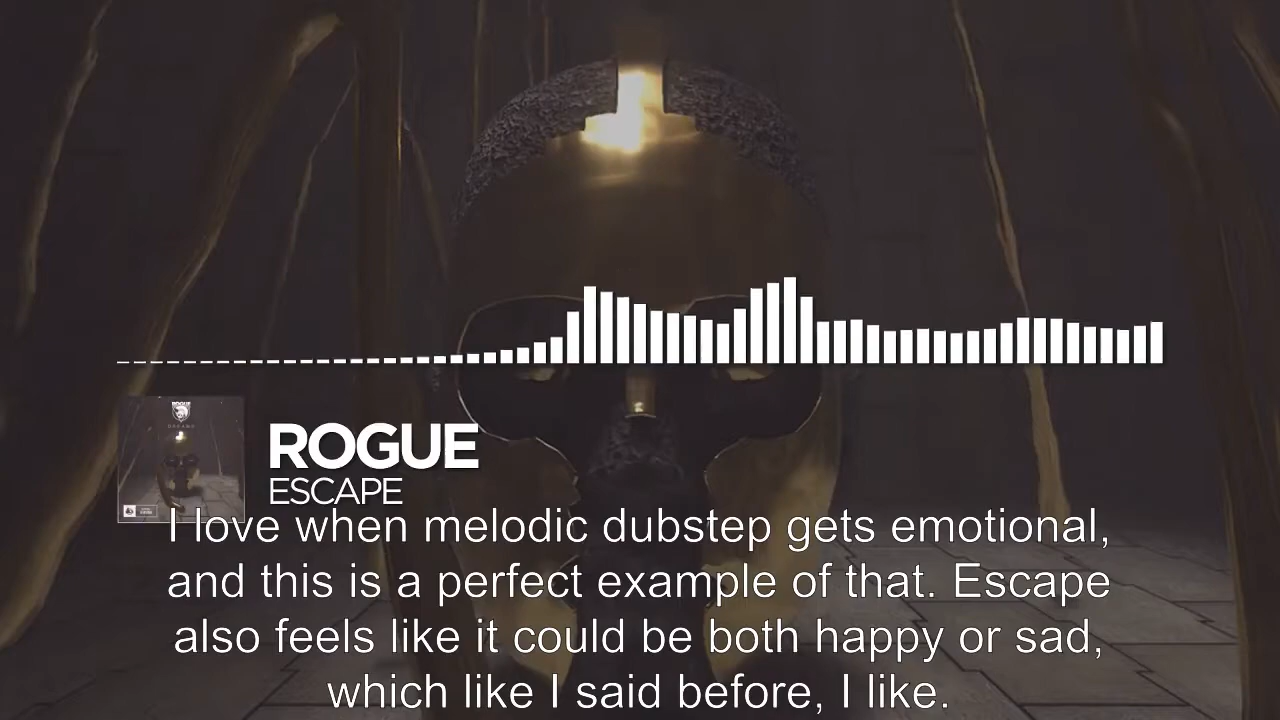 ROGUE
ROGUE
ESCAPE
I love when melodic dubstep gets emotional,
and this is a perfect example of that. Escape
also feels like it could be both happy or sad,
which like I said before, I like.